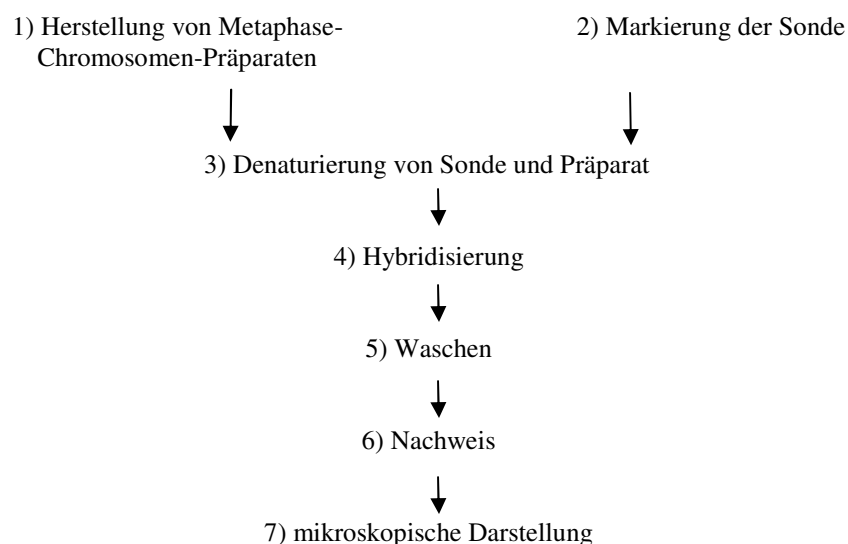 1) Herstellung von Metaphase-
Chromosomen-Präparaten
2) Markierung der Sonde
3) Denaturierung von Sonde und Präparat
4) Hybridisierung
5) Waschen
6) Nachweis
7) mikroskopische Darstellung